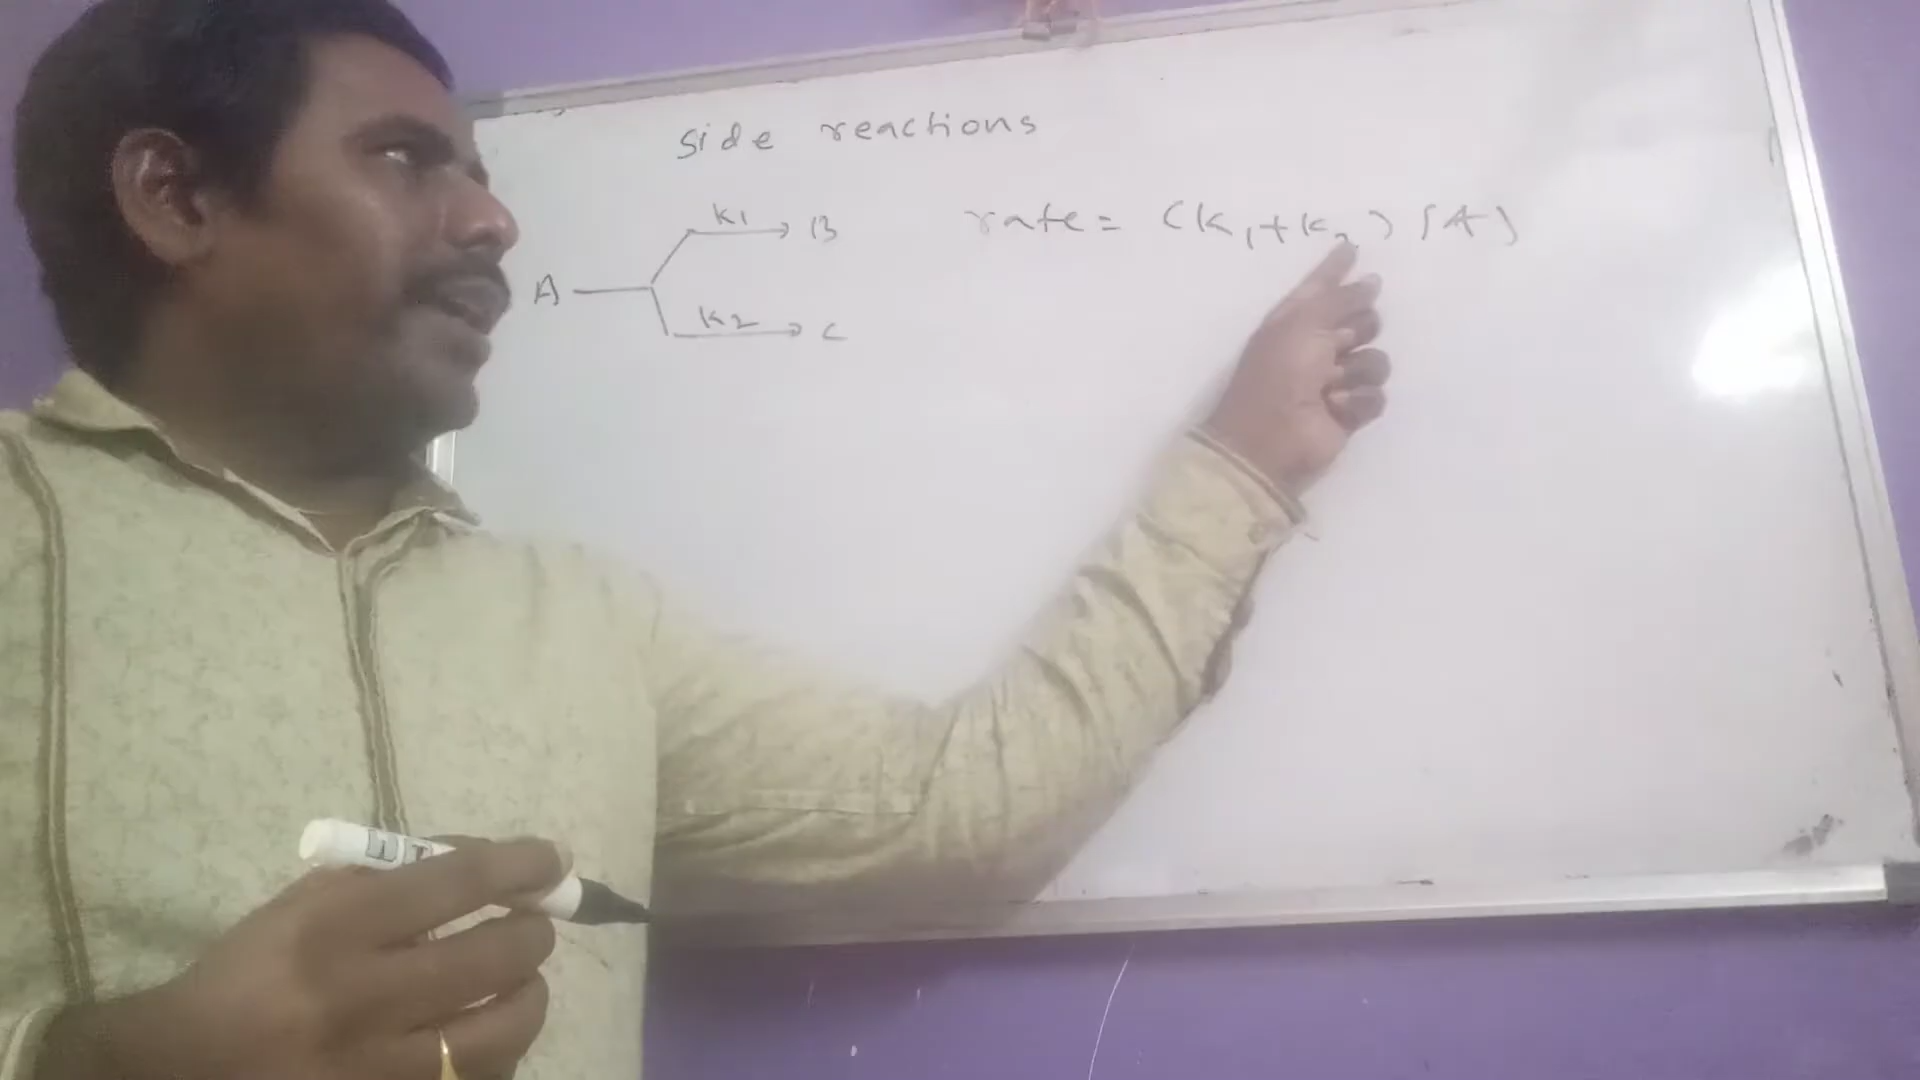 side reactions
k1 B
rate = (k1+k2) [A]
A
k2 C